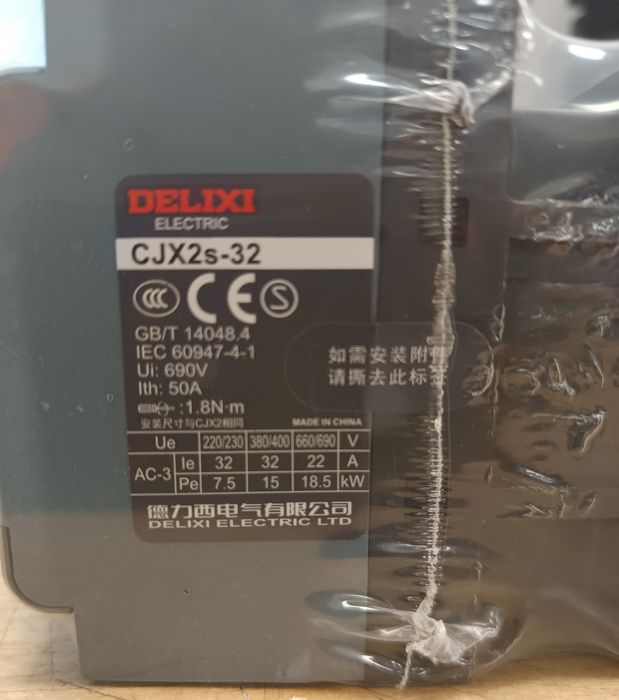 DELIXI
ELECTRIC
CJX2s-32
CCC CE S
GB/T 14048.4
IEC 60947-4-1
Ui: 690V
Ith: 50A
:1.8N·m
安装尺寸与CJX2相同 MADE IN CHINA
Ue 220/230 380/400 660/690 V
AC-3 Ie 32 32 22 A
Pe 7.5 15 18.5 kW
德力西电气有限公司
DELIXI ELECTRIC LTD
如需安装附件
请撕去此标签